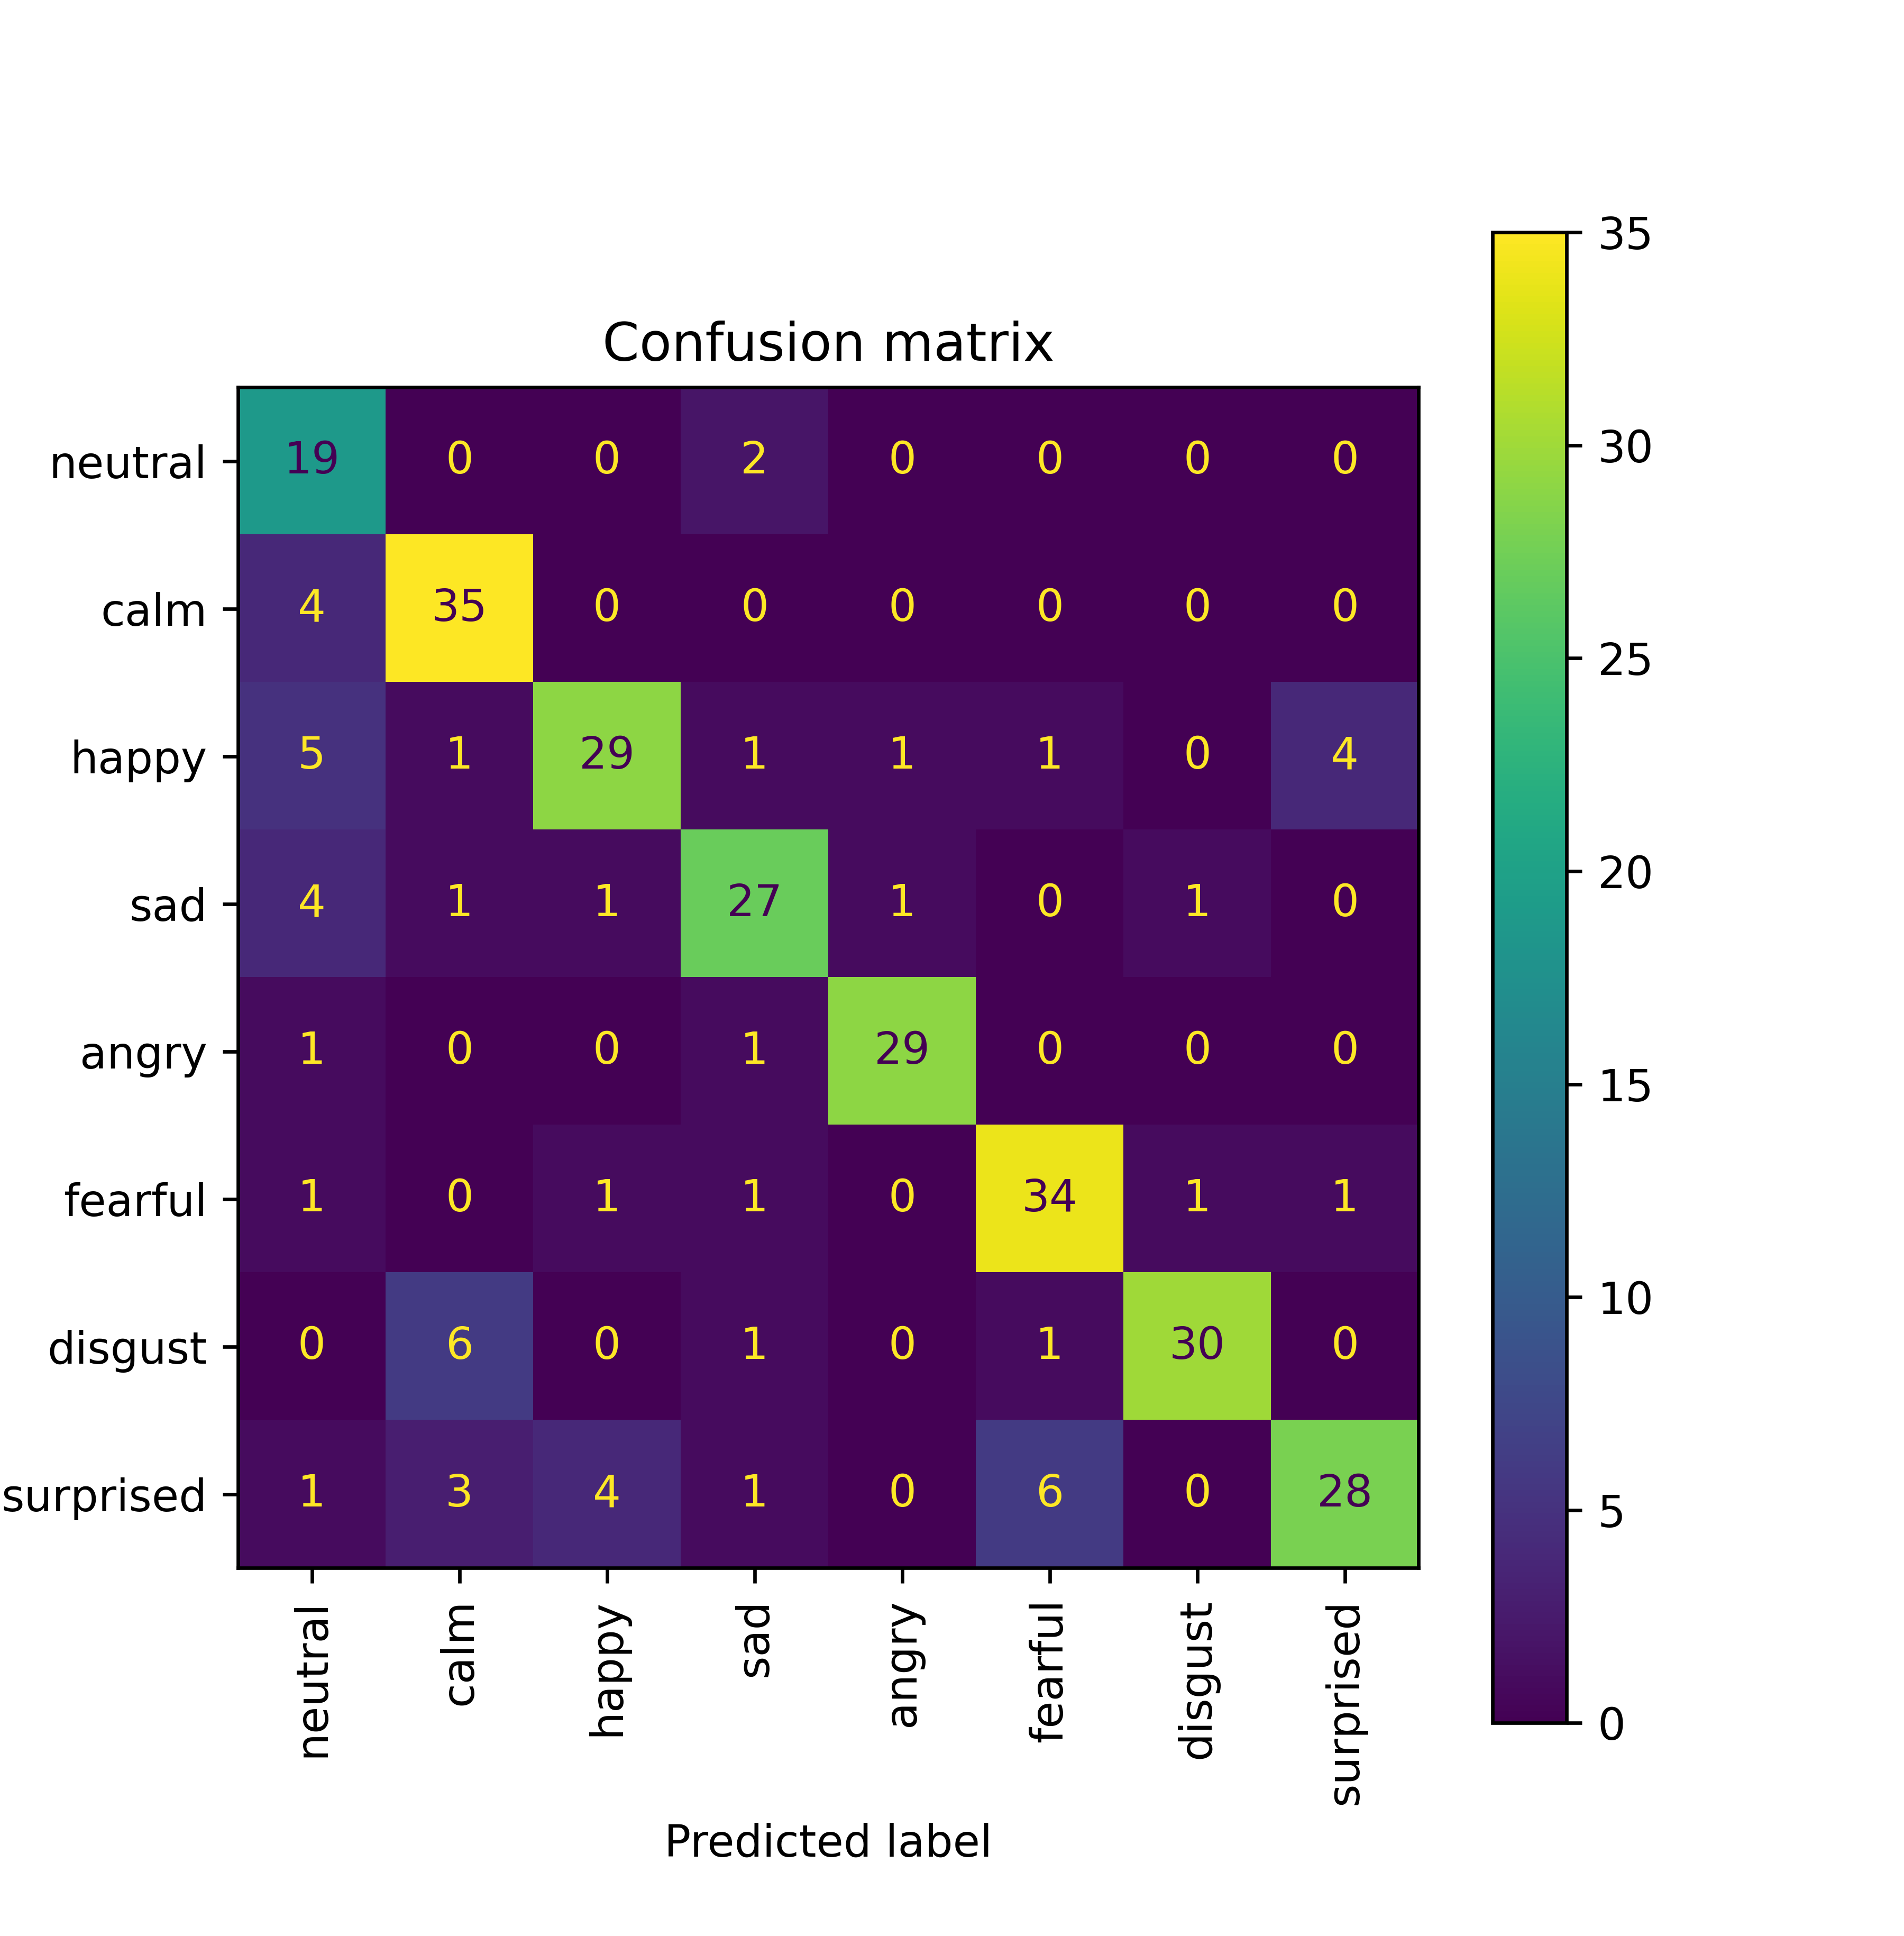 Confusion matrix
neutral 19 0 0 2 0 0 0 0
calm 4 35 0 0 0 0 0 0
happy 5 1 29 1 1 1 0 4
sad 4 1 1 27 1 0 1 0
angry 1 0 0 1 29 0 0 0
fearful 1 0 1 1 0 34 1 1
disgust 0 6 0 1 0 1 30 0
surprised 1 3 4 1 0 6 0 28
neutral calm happy sad angry fearful disgust surprised
Predicted label
35
30
25
20
15
10
5
0